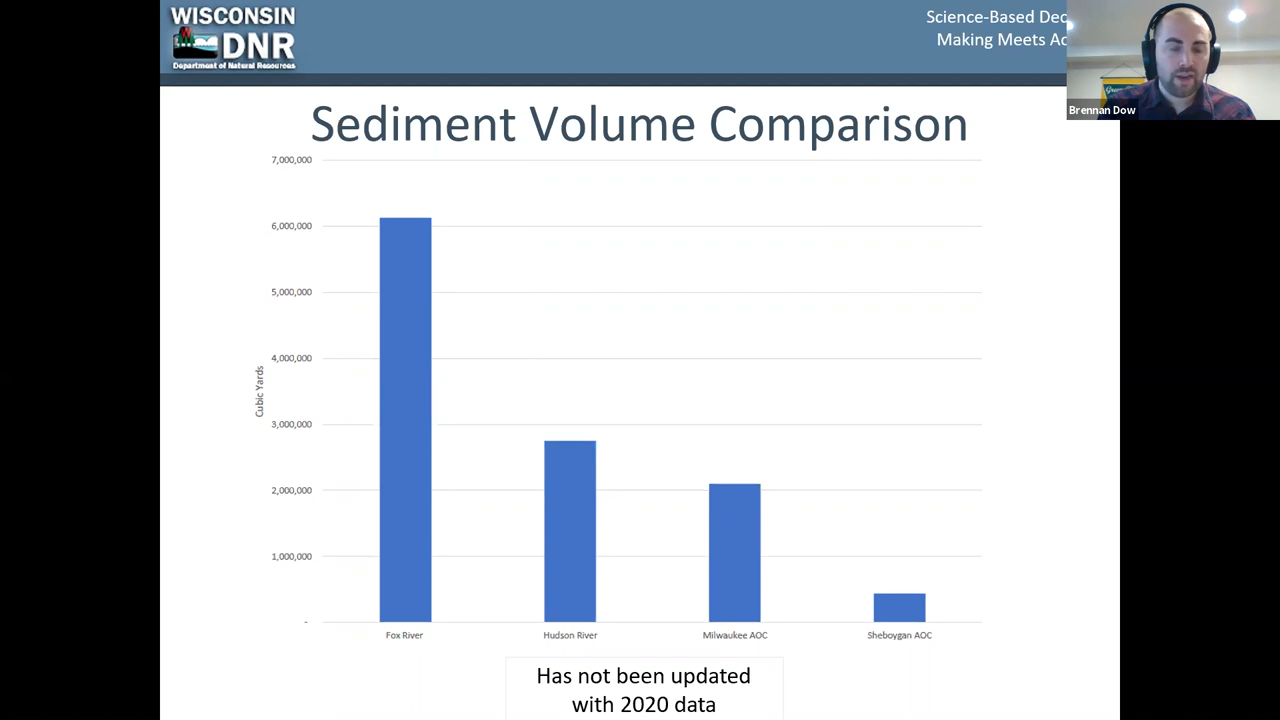 WISCONSIN
DNR
Department of Natural Resources
Science-Based Dec
Making Meets Ac
Brennan Dow
Sediment Volume Comparison
7,000,000
6,000,000
5,000,000
4,000,000
3,000,000
2,000,000
1,000,000
-
Cubic Yards
Fox River
Hudson River
Milwaukee AOC
Sheboygan AOC
Has not been updated
with 2020 data